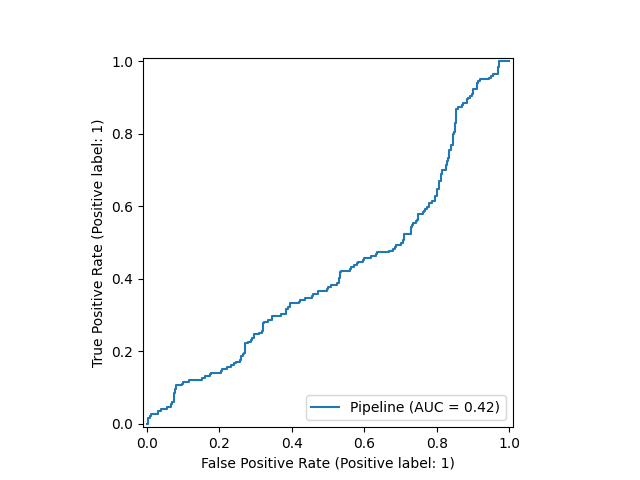 1.0
0.8
0.6
0.4
0.2
0.0
True Positive Rate (Positive label: 1)
Pipeline (AUC = 0.42)
0.0 0.2 0.4 0.6 0.8 1.0
False Positive Rate (Positive label: 1)